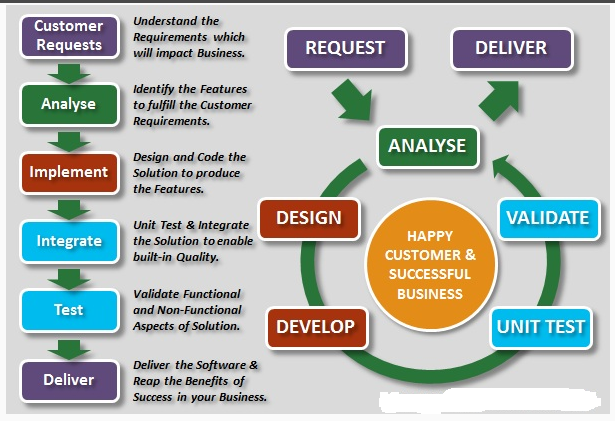 Customer
Requests
Understand the
Requirements which
will impact Business.
Analyse
Identify the Features
to fulfill the Customer
Requirements.
Implement
Design and Code the
Solution to produce
the Features.
Integrate
Unit Test & Integrate
the Solution to enable
built-in Quality.
Test
Validate Functional
and Non-Functional
Aspects of Solution.
Deliver
Deliver the Software &
Reap the Benefits of
Success in your Business.
REQUEST
DELIVER
ANALYSE
DESIGN
VALIDATE
HAPPY
CUSTOMER &
SUCCESSFUL
BUSINESS
DEVELOP
UNIT TEST